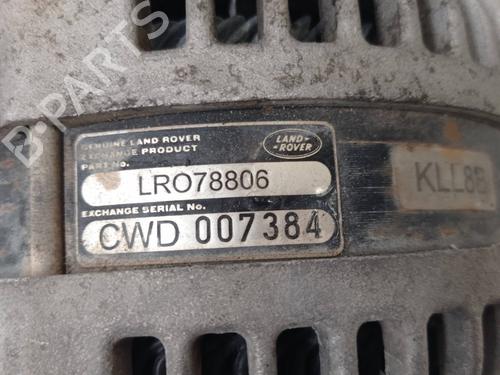 GENUINE LAND ROVER
EXCHANGE PRODUCT
PART No.
LAND-
ROVER
LRO78806
EXCHANGE SERIAL No.
CWD 007384
KLL8B
B-PARTS